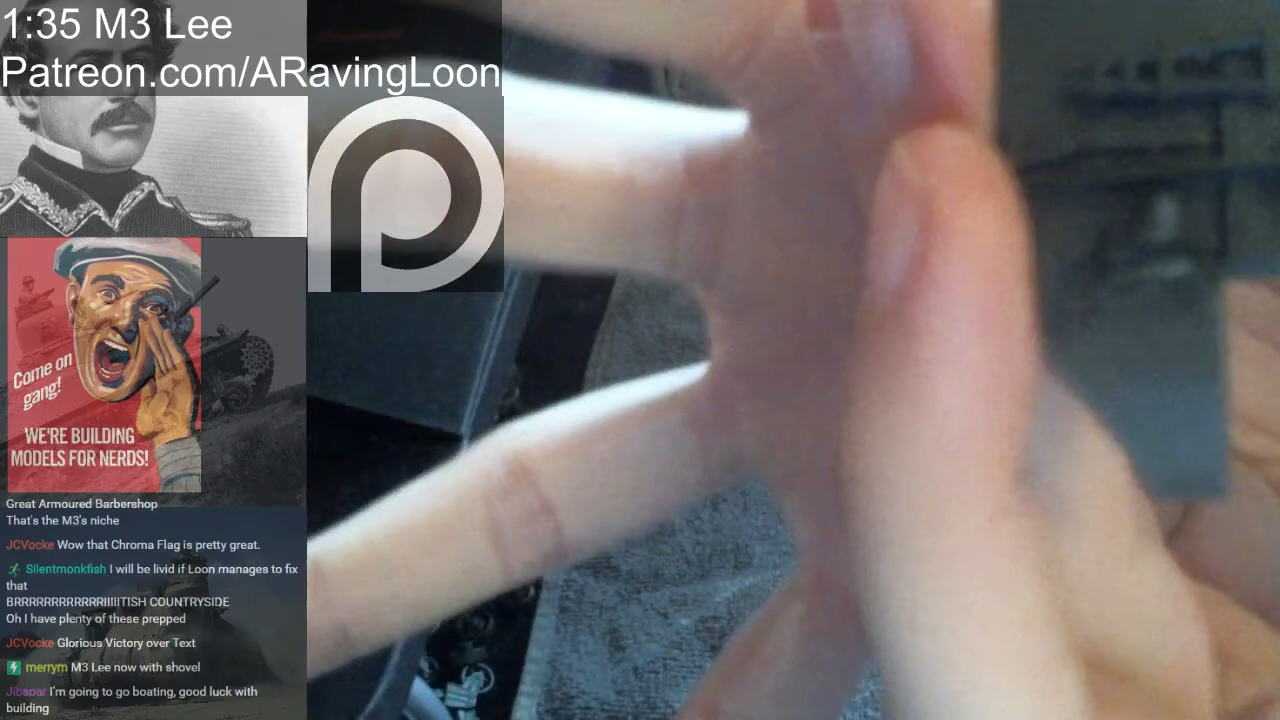 1:35 M3 Lee
Patreon.com/ARavingLoon
Come on
gang!
WE'RE BUILDING
MODELS FOR NERDS!
Great Armoured Barbershop
That's the M3's niche
JCVocke Wow that Chroma Flag is pretty great.
Silentmonkfish I will be livid if Loon manages to fix
that
BRRRRRRRRRRRRIIIIITISH COUNTRYSIDE
Oh I have plenty of these prepped
JCVocke Glorious Victory over Text
merrym M3 Lee now with shovel
Jibsoar I'm going to go boating, good luck with
building